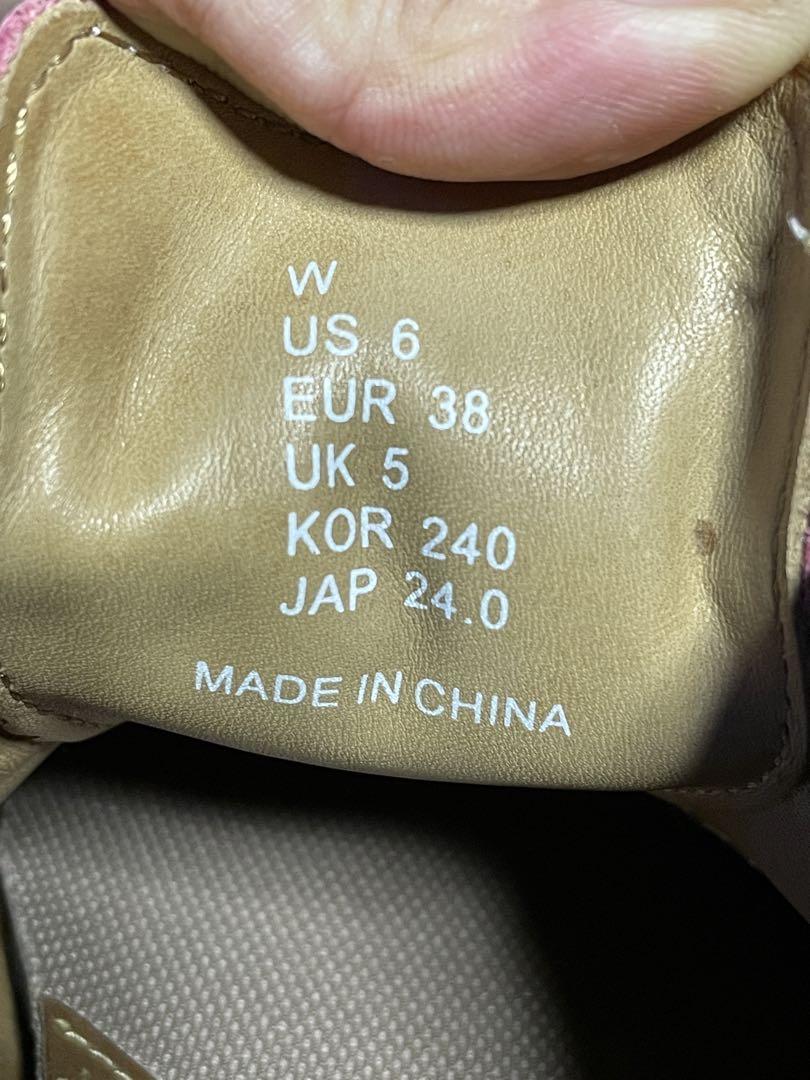 W
US 6
EUR 38
UK 5
KOR 240
JAP 24.0
MADE IN CHINA